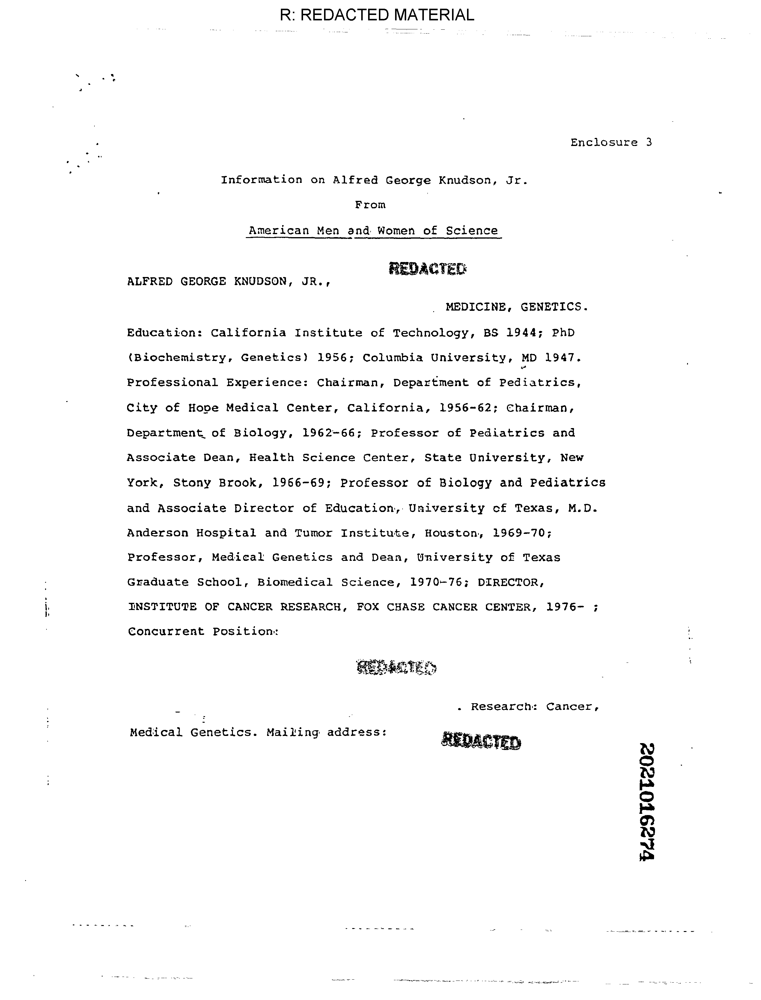 R: REDACTED MATERIAL
Enclosure 3
Information on Alfred George Knudson, Jr.
From
American Men and Women of Science
REDACTED
ALFRED GEORGE KNUDSON, JR.,
MEDICINE, GENETICS.
Education: California Institute of Technology, BS 1944; PhD
(Biochemistry, Genetics) 1956; Columbia University, MD 1947.
Professional Experience: Chairman, Department of Pediatrics,
City of Hope Medical Center, California, 1956-62; Chairman,
Department of Biology, 1962-66; Professor of Pediatrics and
Associate Dean, Health Science Center, State University, New
York, Stony Brook, 1966-69; Professor of Biology and Pediatrics
and Associate Director of Education, University of Texas, M.D.
Anderson Hospital and Tumor Institute, Houston, 1969-70;
Professor, Medical Genetics and Dean, University of Texas
Graduate School, Biomedical Science, 1970-76; DIRECTOR,
INSTITUTE OF CANCER RESEARCH, FOX CHASE CANCER CENTER, 1976- ;
Concurrent Position:
REDACTED
. Research: Cancer,
Medical Genetics. Mailing address:
REDACTED
2021016274